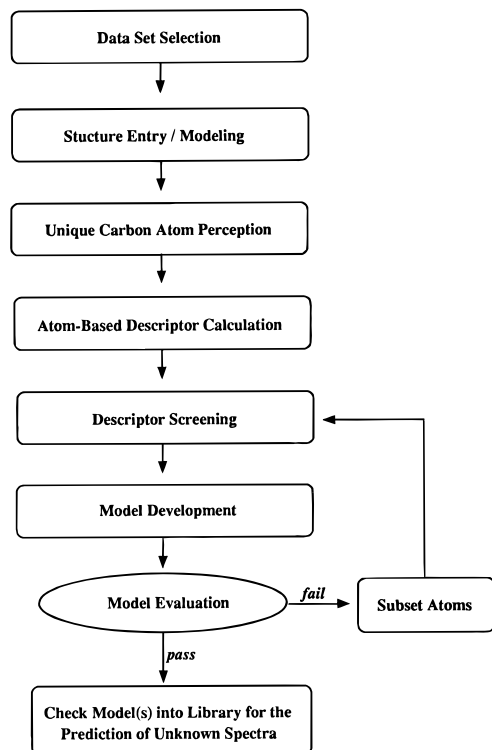 Data Set Selection
Stucture Entry / Modeling
Unique Carbon Atom Perception
Atom-Based Descriptor Calculation
Descriptor Screening
Model Development
Model Evaluation
fail
Subset Atoms
pass
Check Model(s) into Library for the
Prediction of Unknown Spectra